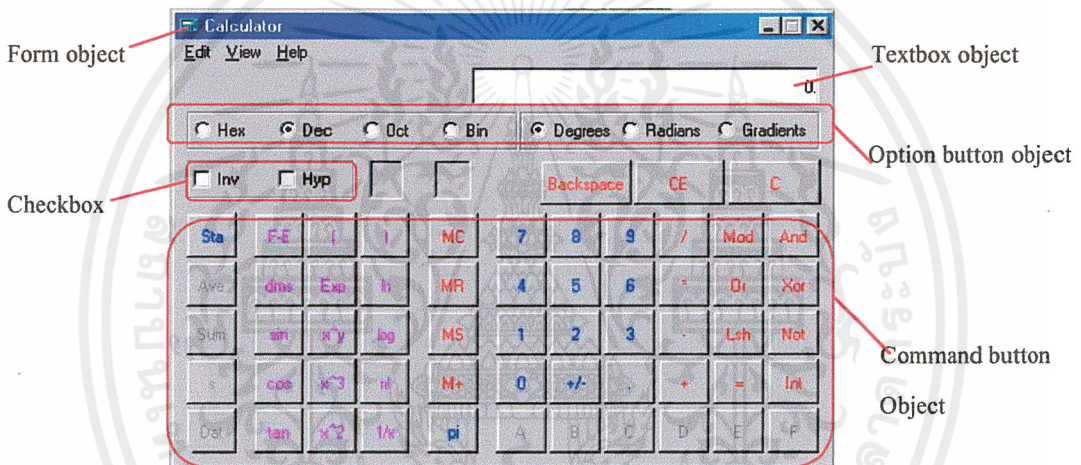 Calculator
Form object
Edit View Help
Textbox object
0.
Hex Dec Oct Bin Degrees Radians Gradients
Option button object
Inv Hyp Backspace CE C
Checkbox
Sta F-E ( ) MC 7 8 9 / Mod And
Ave dms Exp ln MR 4 5 6 * Or Xor
Sum sin x^y log MS 1 2 3 - Lsh Not
Command button
s cos x^3 n! M+ 0 +/- . + = Int
Object
Dat tan x^2 1/x pi A B C D E F